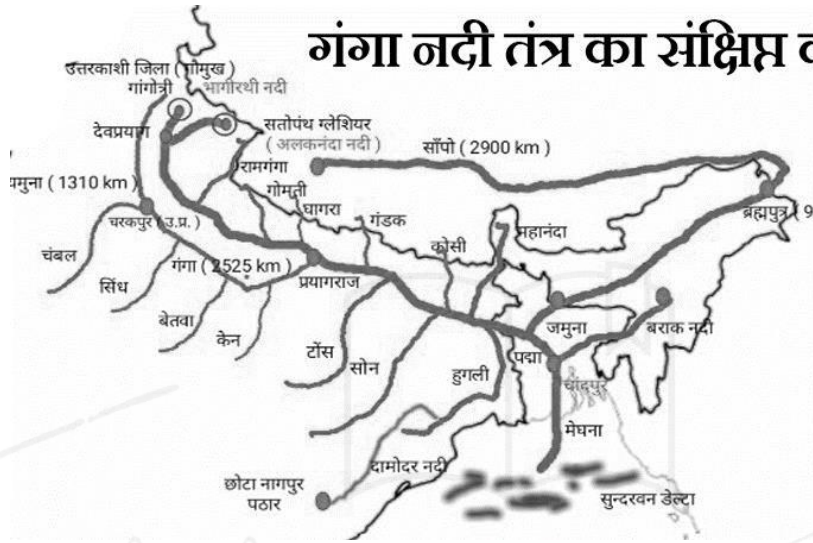 गंगा नदी तंत्र का संक्षिप्त
उत्तरकाशी जिला ( गौमुख )
गांगोत्री
भागीरथी नदी
देवप्रयाग
सतोपंथ ग्लेशियर
( अलकनंदा नदी )
साँपो ( 2900 km )
रामगंगा
यमुना (1310 km )
गोमती
घागरा
ब्रह्मपुत्र ( 9
चरकपुर ( उ.प्र. )
गंडक
महानंदा
कोसी
चंबल
गंगा ( 2525 km )
सिंध
प्रयागराज
बेतवा
केन
जमुना
बराक नदी
टोंस
सोन
पद्मा
हुगली
चाँदपुर
मेघना
दामोदर नदी
छोटा नागपुर
पठार
सुन्दरवन डेल्टा